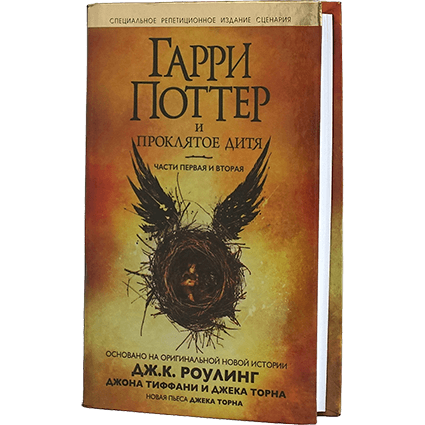 СПЕЦИАЛЬНОЕ РЕПЕТИЦИОННОЕ ИЗДАНИЕ СЦЕНАРИЯ
ГАРРИ
ПОТТЕР
И
ПРОКЛЯТОЕ ДИТЯ
ЧАСТИ ПЕРВАЯ И ВТОРАЯ
ОСНОВАНО НА ОРИГИНАЛЬНОЙ НОВОЙ ИСТОРИИ
ДЖ.К. РОУЛИНГ
ДЖОНА ТИФФАНИ И ДЖЕКА ТОРНА
НОВАЯ ПЬЕСА ДЖЕКА ТОРНА